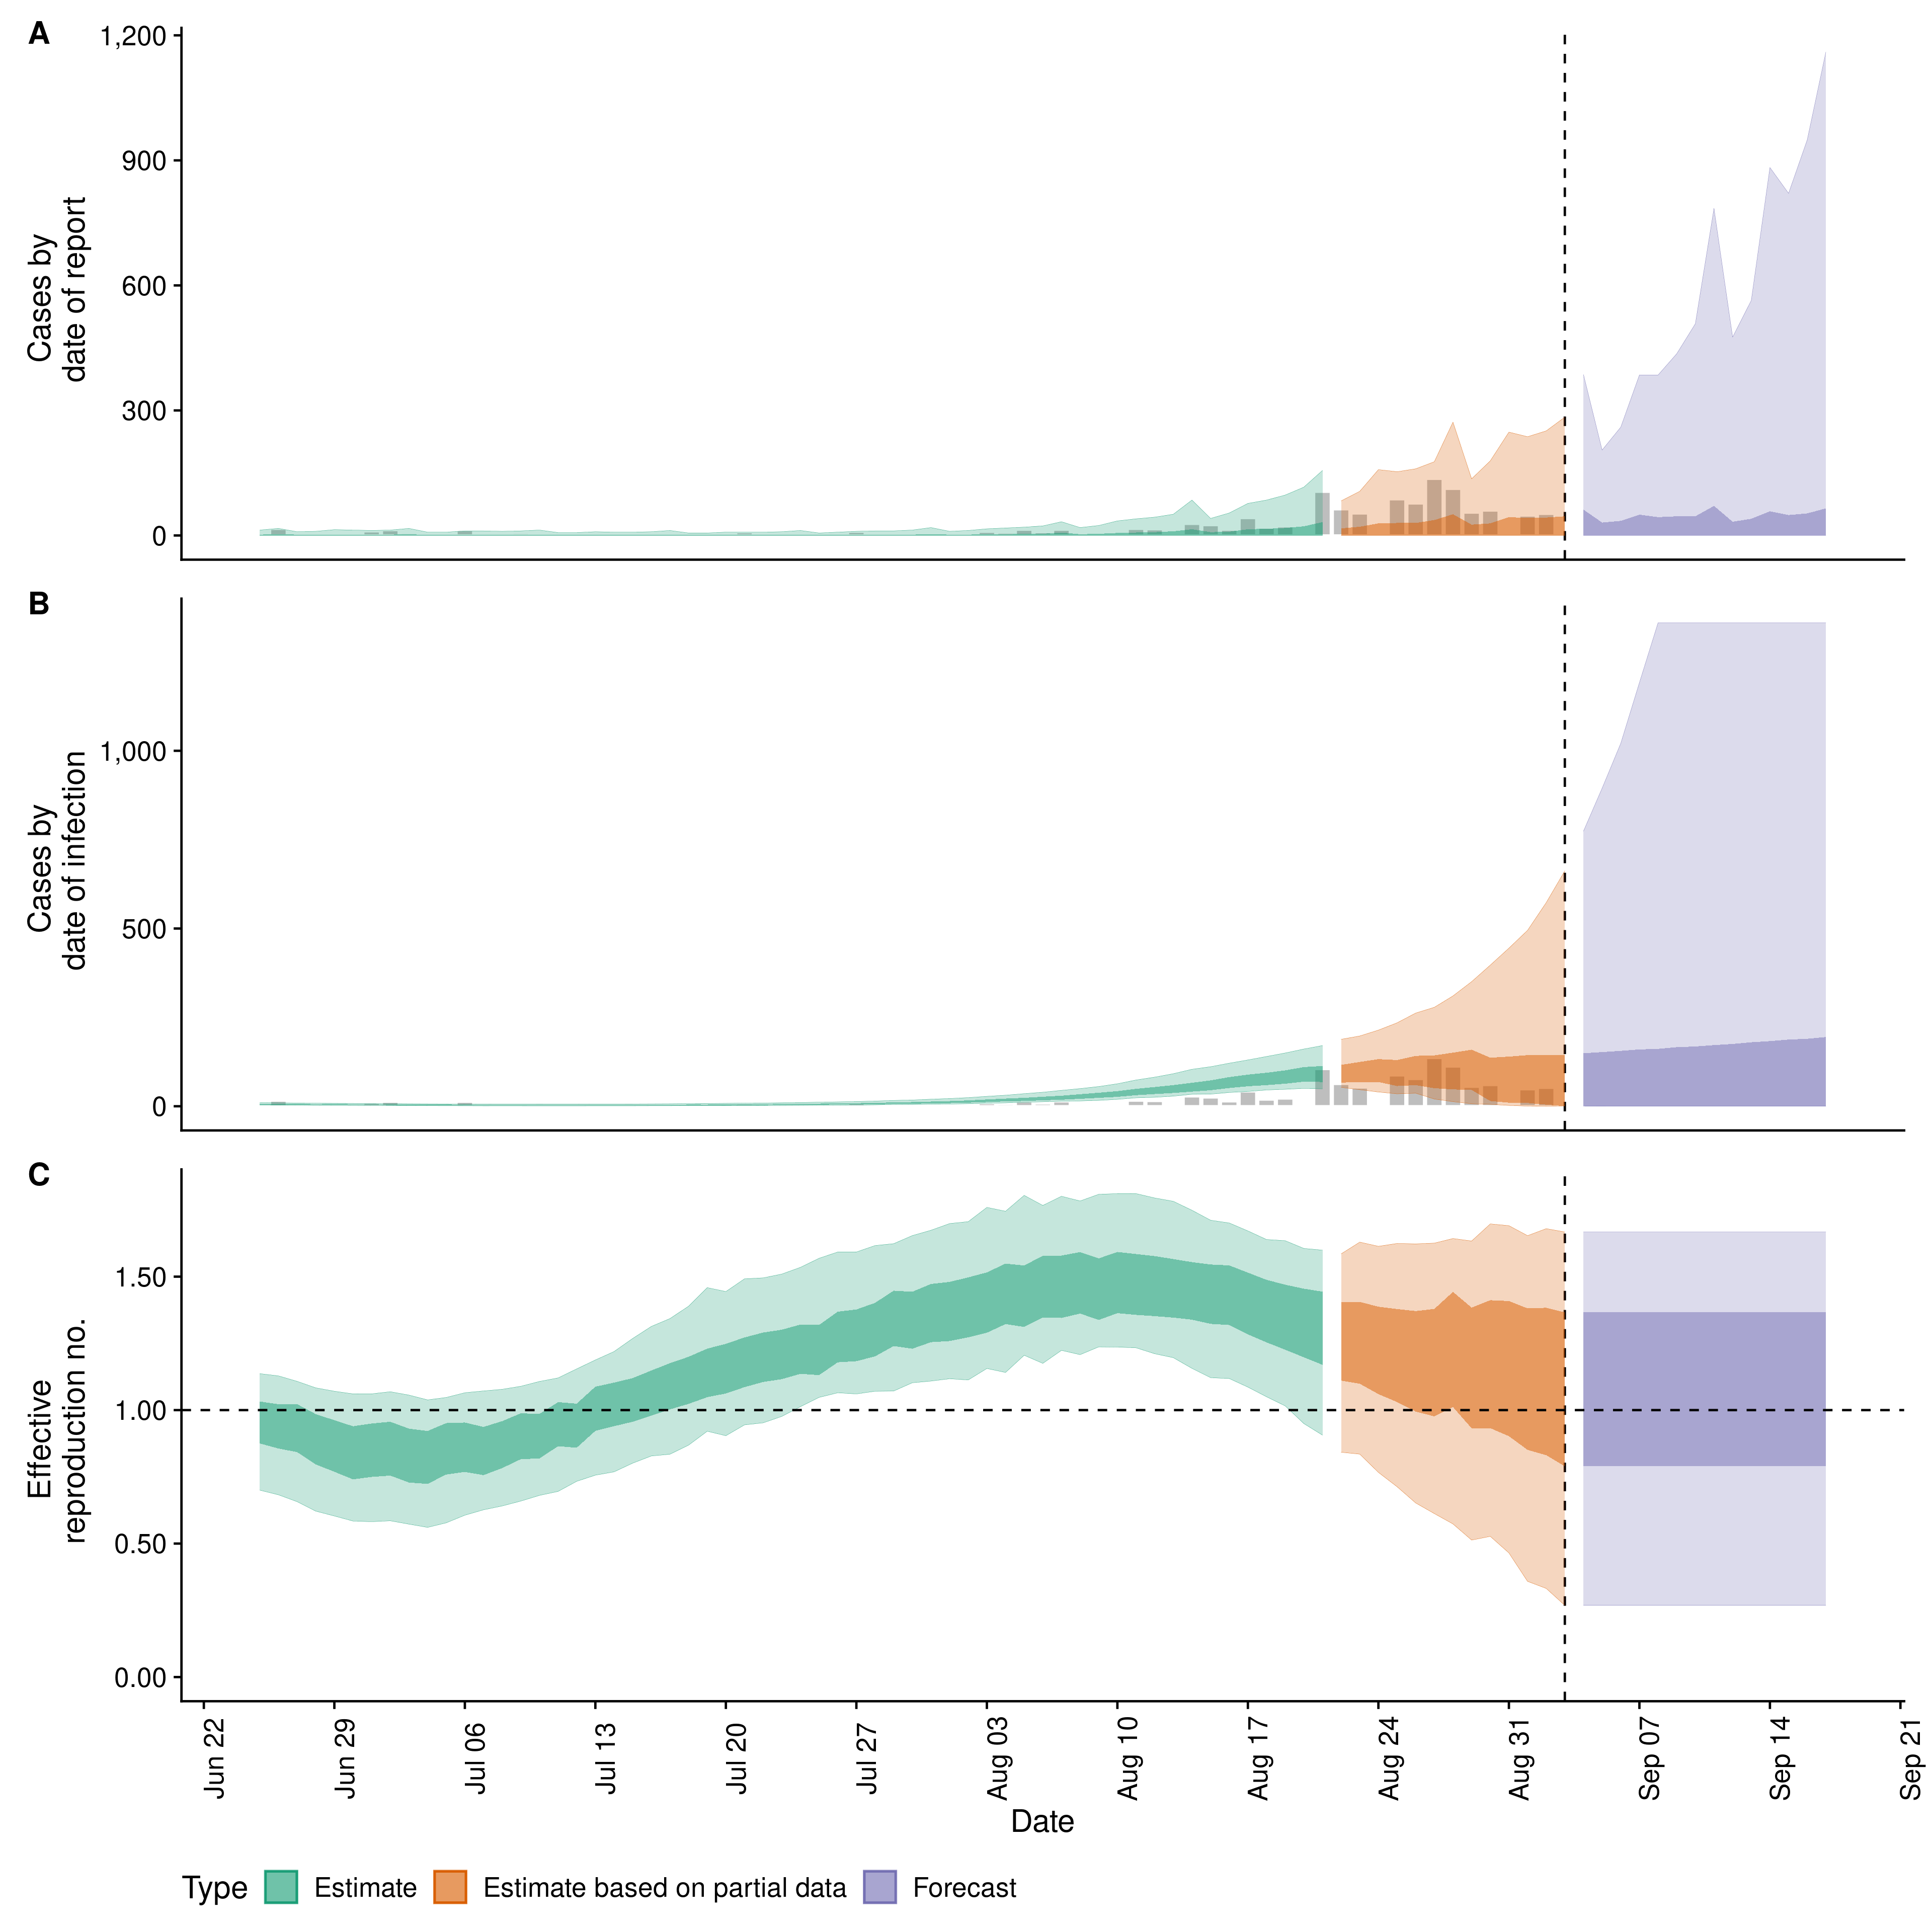 A
Cases by
date of report
1,200
900
600
300
0
B
Cases by
date of infection
1,000
500
0
C
Effective
reproduction no.
1.50
1.00
0.50
0.00
Jun 22
Jun 29
Jul 06
Jul 13
Jul 20
Jul 27
Aug 03
Aug 10
Aug 17
Aug 24
Aug 31
Sep 07
Sep 14
Sep 21
Date
Type Estimate Estimate based on partial data Forecast